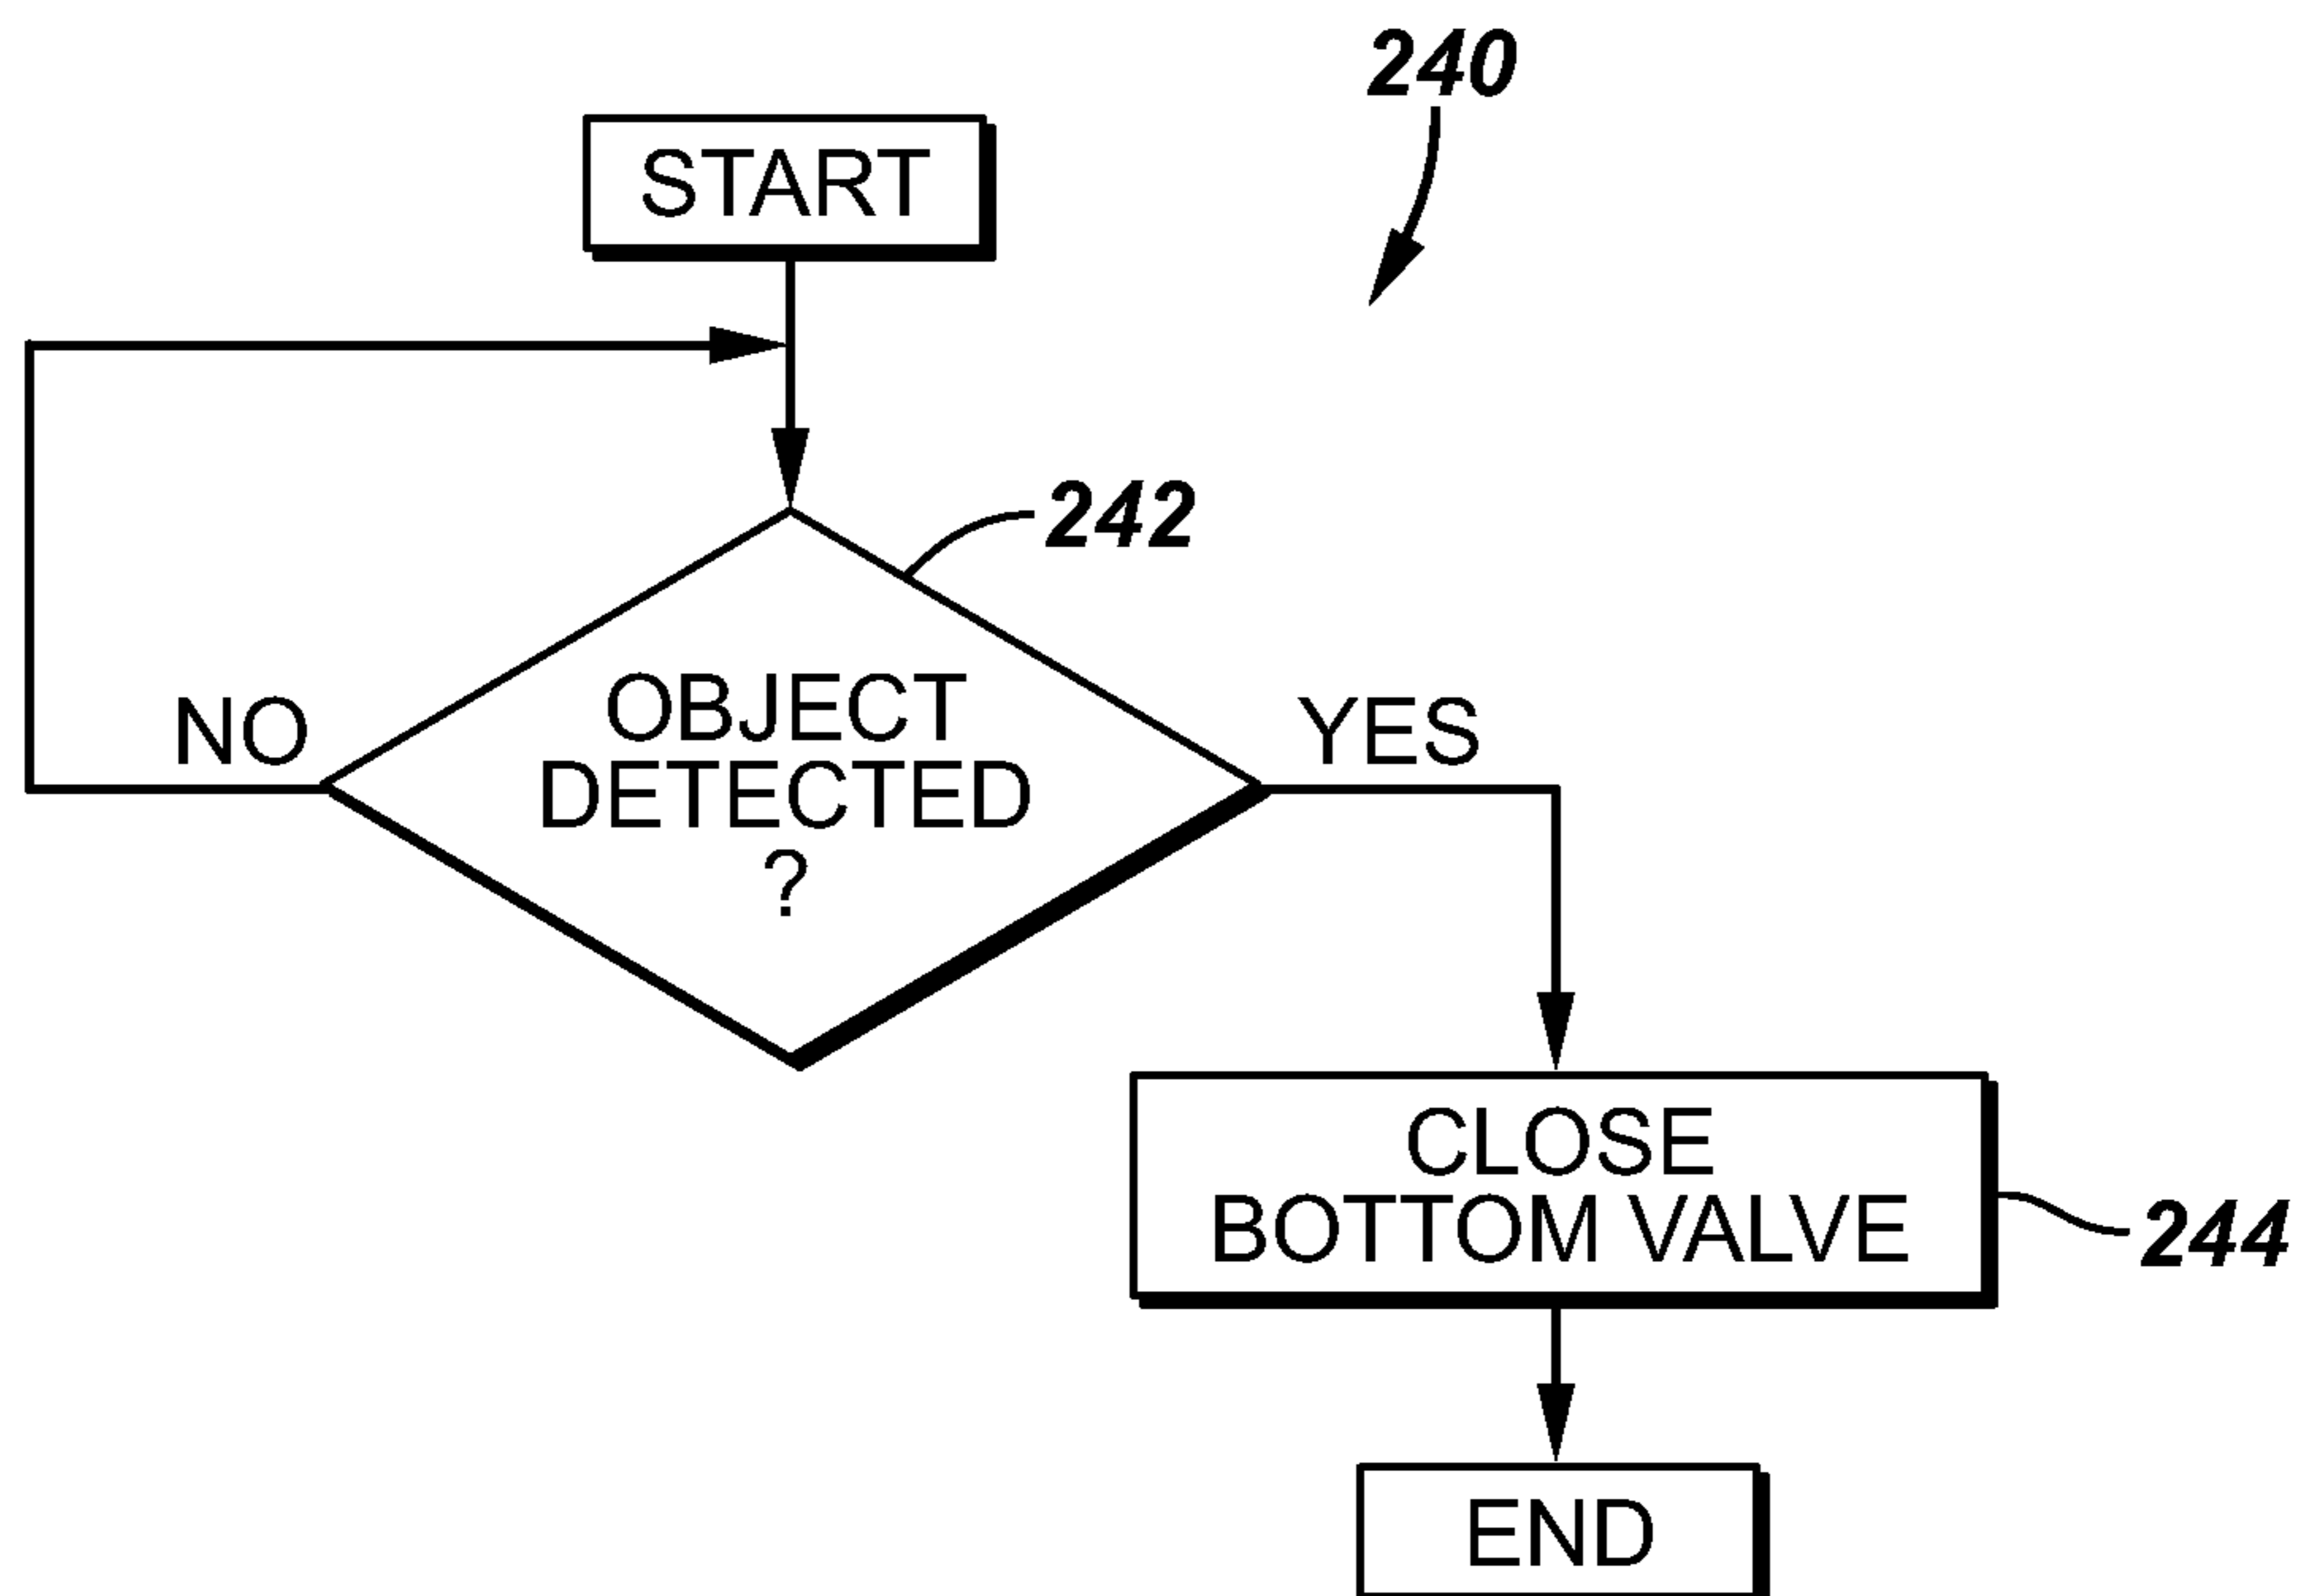 240
START
242
OBJECT
DETECTED
?
NO
YES
CLOSE
BOTTOM VALVE
244
END